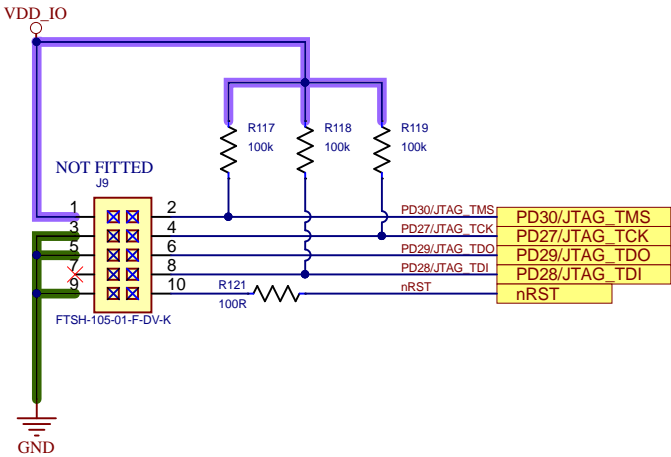 VDD_IO
R117
100k
R118
100k
R119
100k
NOT FITTED
J9
1
2
PD30/JTAG_TMS
PD30/JTAG_TMS
3
4
PD27/JTAG_TCK
PD27/JTAG_TCK
5
6
PD29/JTAG_TDO
PD29/JTAG_TDO
7
8
PD28/JTAG_TDI
PD28/JTAG_TDI
9
10
R121
100R
nRST
nRST
FTSH-105-01-F-DV-K
GND